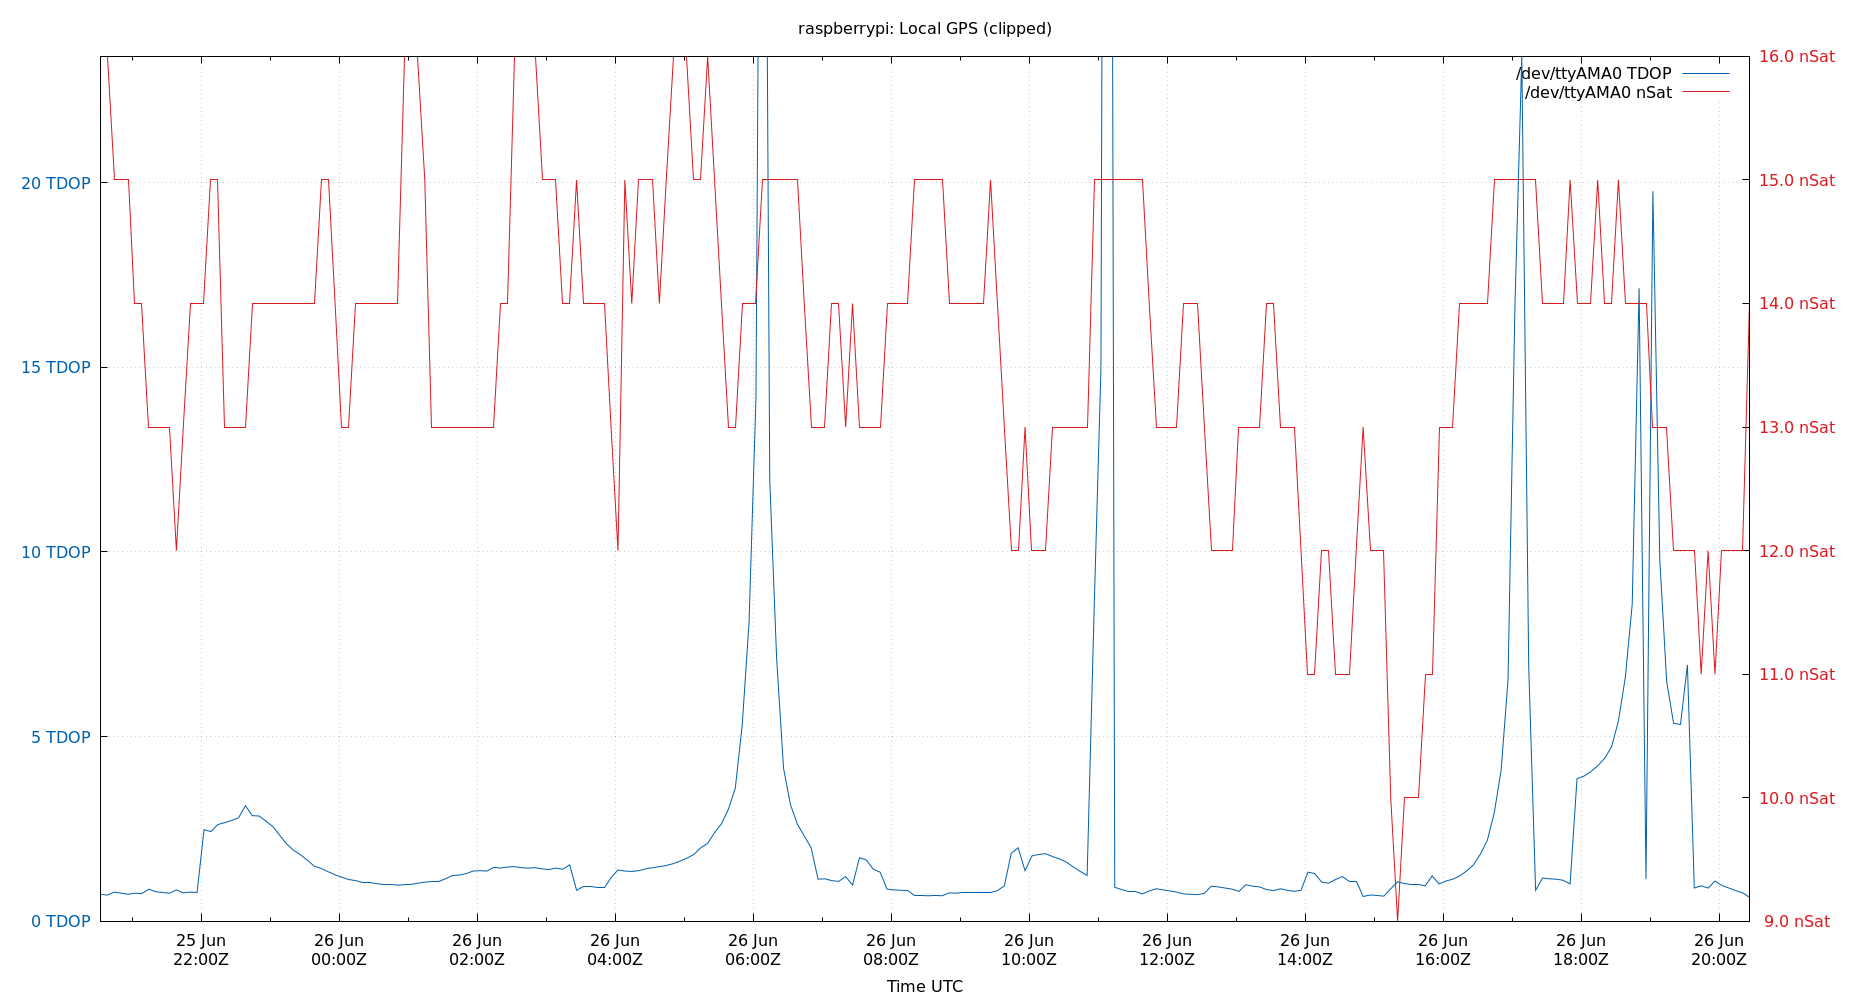 raspberrypi: Local GPS (clipped)
16.0 nSat
/dev/ttyAMA0 TDOP
/dev/ttyAMA0 nSat
20 TDOP
15.0 nSat
14.0 nSat
15 TDOP
13.0 nSat
10 TDOP
12.0 nSat
11.0 nSat
5 TDOP
10.0 nSat
0 TDOP
9.0 nSat
25 Jun
22:00Z
26 Jun
00:00Z
26 Jun
02:00Z
26 Jun
04:00Z
26 Jun
06:00Z
26 Jun
08:00Z
26 Jun
10:00Z
26 Jun
12:00Z
26 Jun
14:00Z
26 Jun
16:00Z
26 Jun
18:00Z
26 Jun
20:00Z
Time UTC